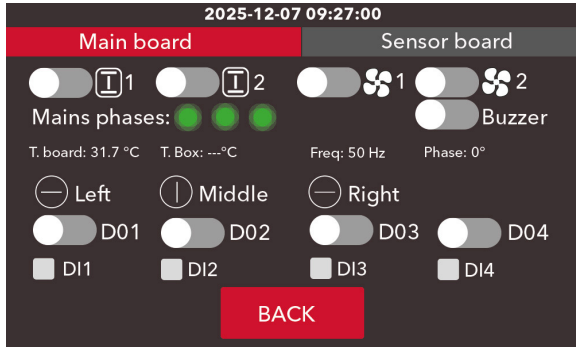 2025-12-07 09:27:00
Main board Sensor board
1 2 1 2
Mains phases: Buzzer
T. board: 31.7 °C T. Box: ---°C Freq: 50 Hz Phase: 0°
Left Middle Right
D01 D02 D03 D04
DI1 DI2 DI3 DI4
BACK